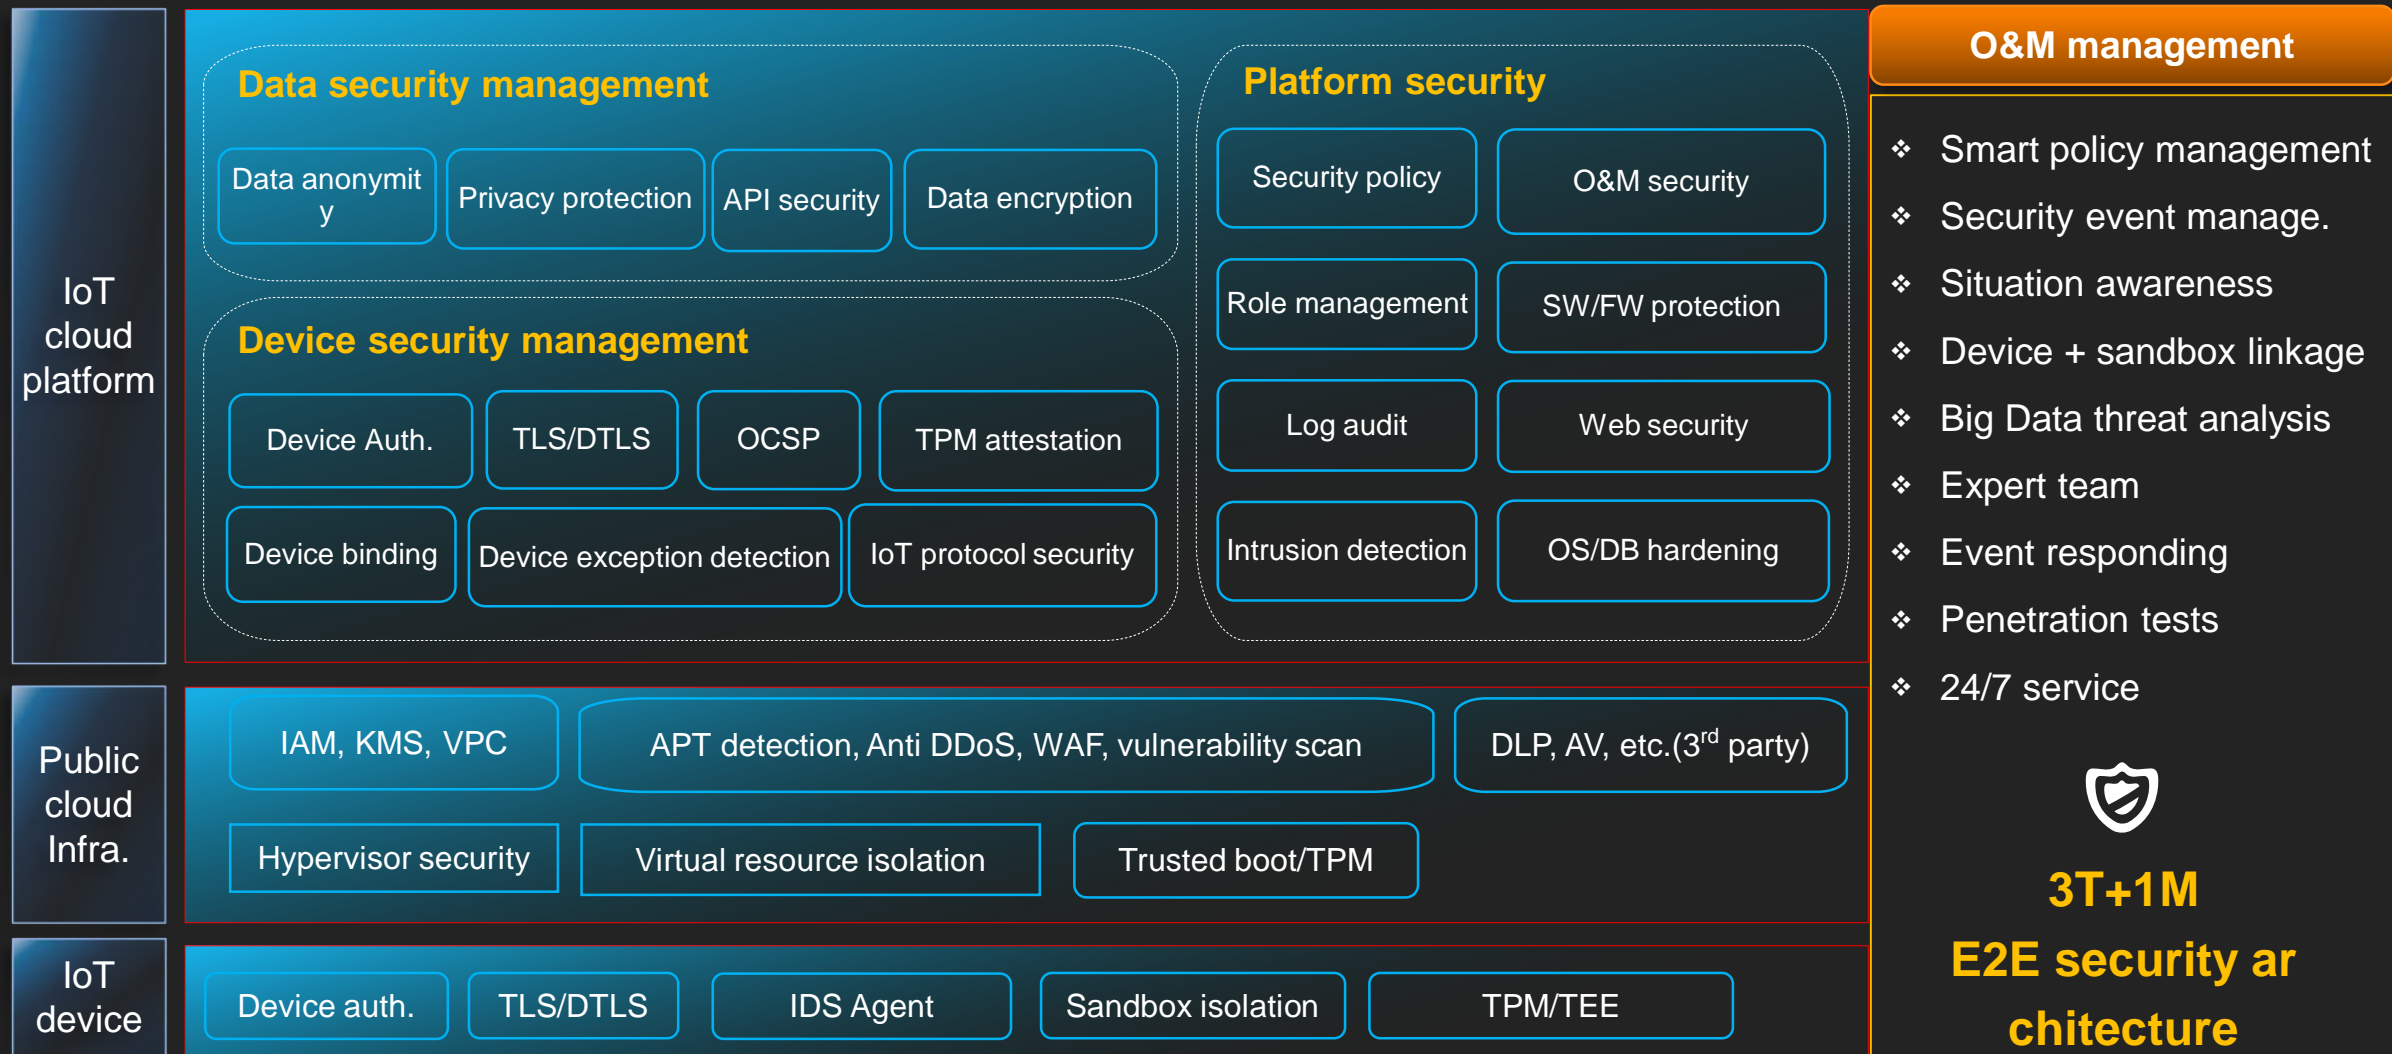 IoT
cloud
platform
Data security management
Data anonymit
y
Privacy protection
API security
Data encryption
Device security management
Device Auth.
TLS/DTLS
OCSP
TPM attestation
Device binding
Device exception detection
IoT protocol security
Platform security
Security policy
O&M security
Role management
SW/FW protection
Log audit
Web security
Intrusion detection
OS/DB hardening
Public
cloud
Infra.
IAM, KMS, VPC
APT detection, Anti DDoS, WAF, vulnerability scan
DLP, AV, etc.(3rd party)
Hypervisor security
Virtual resource isolation
Trusted boot/TPM
IoT
device
Device auth.
TLS/DTLS
IDS Agent
Sandbox isolation
TPM/TEE
O&M management
❖ Smart policy management
❖ Security event manage.
❖ Situation awareness
❖ Device + sandbox linkage
❖ Big Data threat analysis
❖ Expert team
❖ Event responding
❖ Penetration tests
❖ 24/7 service
3T+1M
E2E security ar
chitecture